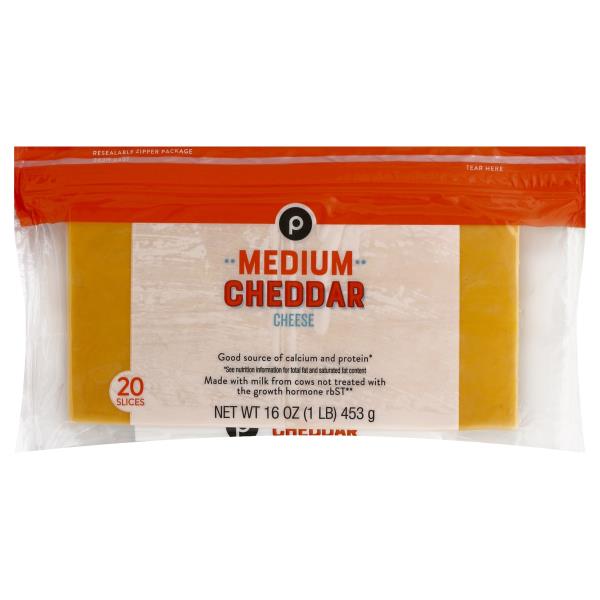 RESEALABLE ZIPPER PACKAGE
TEAR HERE
p
MEDIUM
CHEDDAR
CHEESE
Good source of calcium and protein*
*See nutrition information for total fat and saturated fat content
Made with milk from cows not treated with
the growth hormone rbST**
20
SLICES
NET WT 16 OZ (1 LB) 453 g
p
CHEDDAR